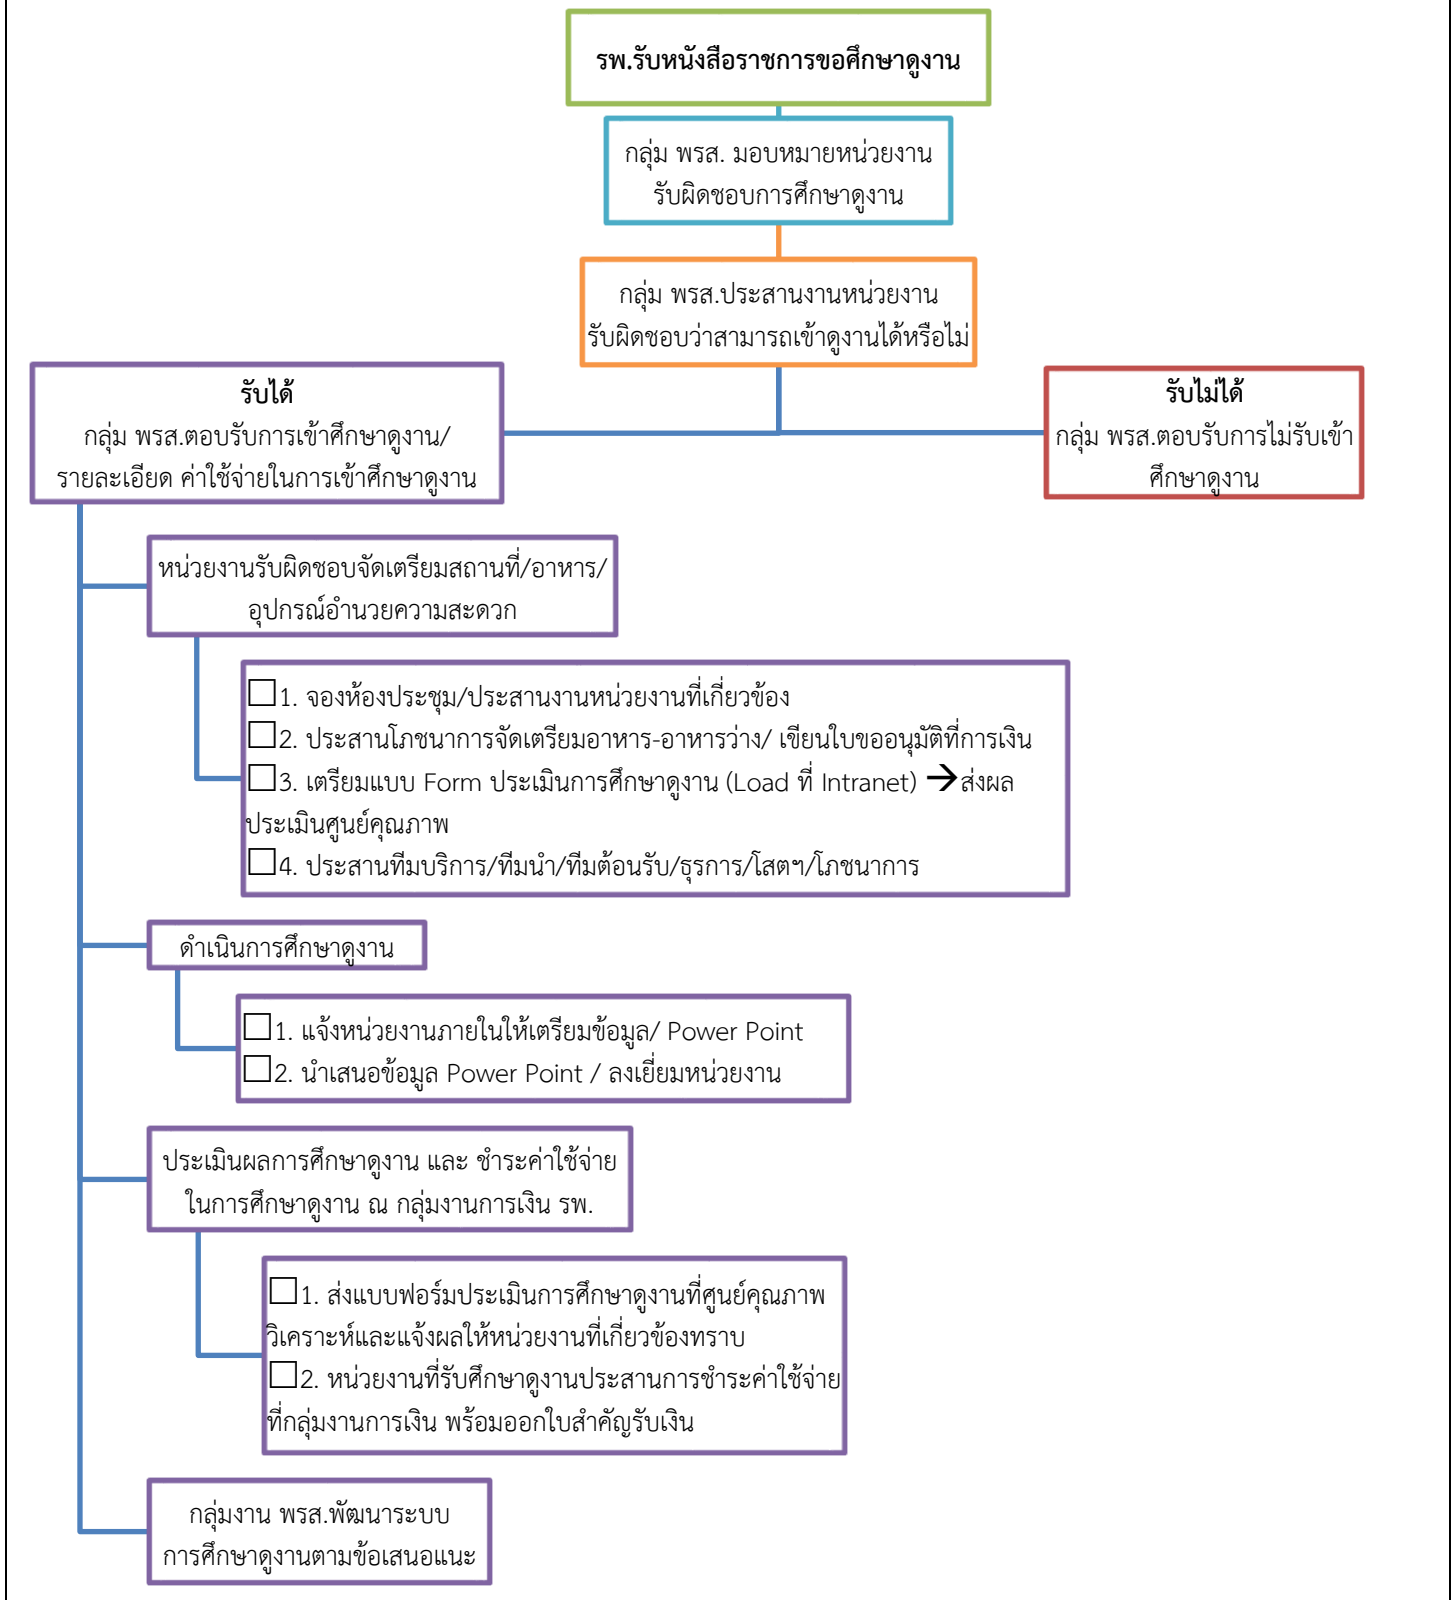 รพ.รับหนังสือราชการขอศึกษาดูงาน
กลุ่ม พรส. มอบหมายหน่วยงาน
รับผิดชอบการศึกษาดูงาน
กลุ่ม พรส.ประสานงานหน่วยงาน
รับผิดชอบว่าสามารถเข้าดูงานได้หรือไม่
รับได้
กลุ่ม พรส.ตอบรับการเข้าศึกษาดูงาน/
รายละเอียด ค่าใช้จ่ายในการเข้าศึกษาดูงาน
รับไม่ได้
กลุ่ม พรส.ตอบรับการไม่รับเข้า
ศึกษาดูงาน
หน่วยงานรับผิดชอบจัดเตรียมสถานที่/อาหาร/
อุปกรณ์อำนวยความสะดวก
☐1. จองห้องประชุม/ประสานงานหน่วยงานที่เกี่ยวข้อง
☐2. ประสานโภชนาการจัดเตรียมอาหาร-อาหารว่าง/ เขียนใบขออนุมัติที่การเงิน
☐3. เตรียมแบบ Form ประเมินการศึกษาดูงาน (Load ที่ Intranet) →ส่งผล
ประเมินศูนย์คุณภาพ
☐4. ประสานทีมบริการ/ทีมนำ/ทีมต้อนรับ/ธุรการ/โสตฯ/โภชนาการ
ดำเนินการศึกษาดูงาน
☐1. แจ้งหน่วยงานภายในให้เตรียมข้อมูล/ Power Point
☐2. นำเสนอข้อมูล Power Point / ลงเยี่ยมหน่วยงาน
ประเมินผลการศึกษาดูงาน และ ชำระค่าใช้จ่าย
ในการศึกษาดูงาน ณ กลุ่มงานการเงิน รพ.
☐1. ส่งแบบฟอร์มประเมินการศึกษาดูงานที่ศูนย์คุณภาพ
วิเคราะห์และแจ้งผลให้หน่วยงานที่เกี่ยวข้องทราบ
☐2. หน่วยงานที่รับศึกษาดูงานประสานการชำระค่าใช้จ่าย
ที่กลุ่มงานการเงิน พร้อมออกใบสำคัญรับเงิน
กลุ่มงาน พรส.พัฒนาระบบ
การศึกษาดูงานตามข้อเสนอแนะ